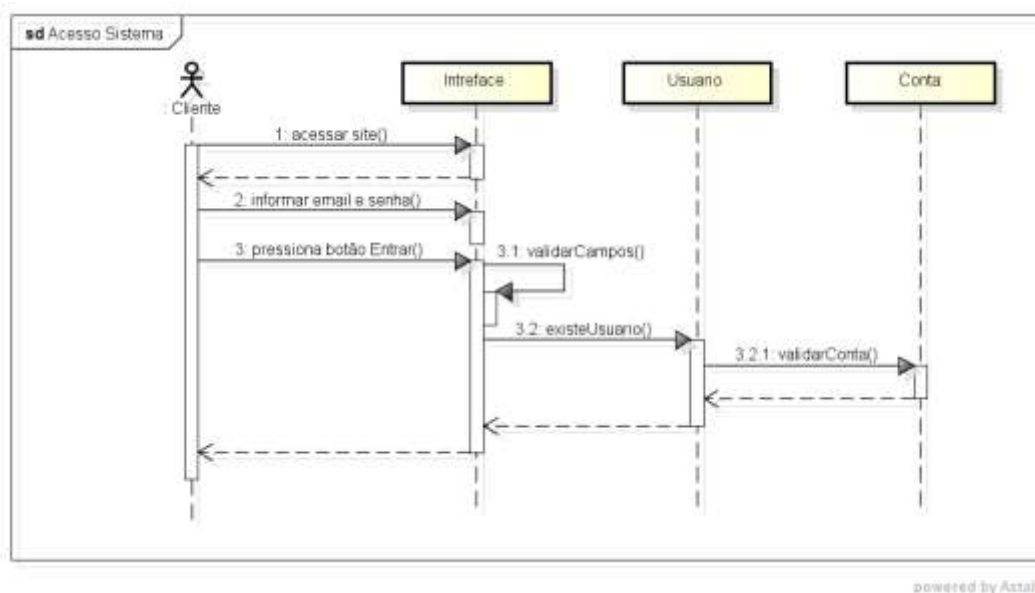 sd Acesso Sistema
: Cliente
Intreface
Usuario
Conta
1: acessar site()
2: informar email e senha()
3: pressiona botão Entrar()
3.1: validarCampos()
3.2: existeUsuario()
3.2.1: validarConta()
powered by Astah